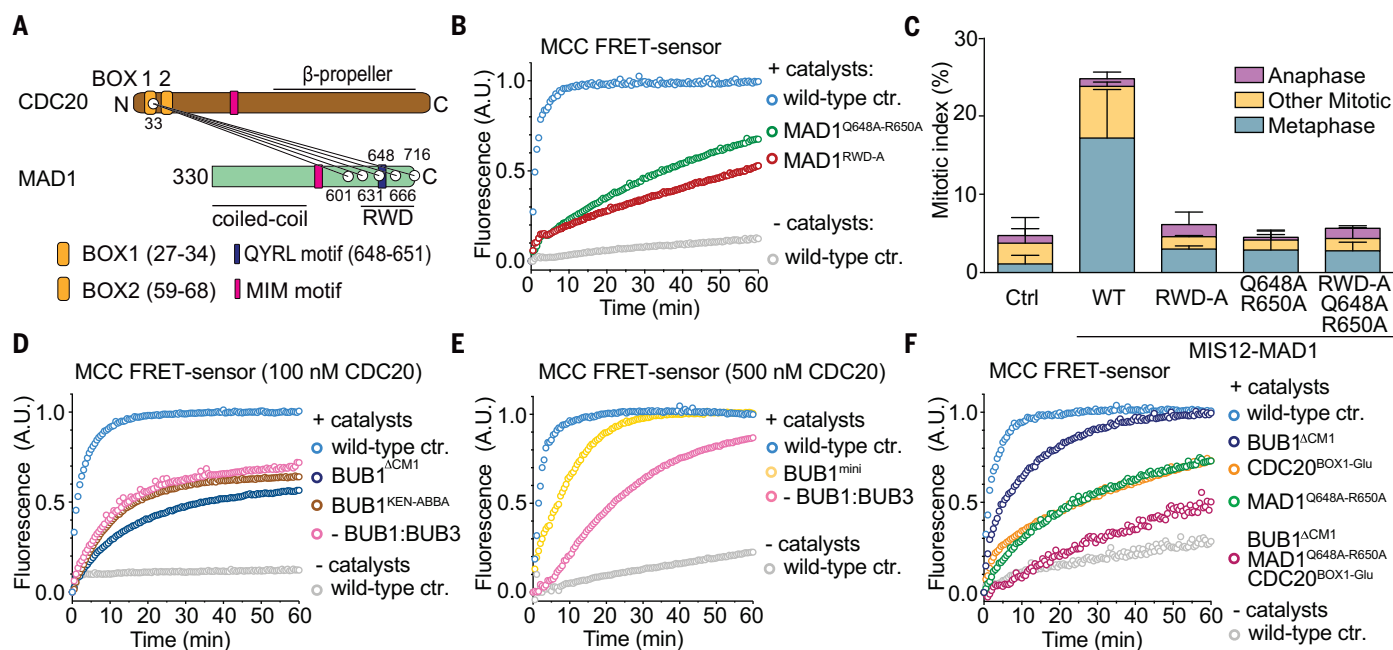 A
BOX 1 2
β-propeller
CDC20
N
C
33
648
716
MAD1
330
C
601
631
666
coiled-coil
RWD
BOX1 (27-34)
QYRL motif (648-651)
BOX2 (59-68)
MIM motif
B
MCC FRET-sensor
Fluorescence (A.U.)
1.0
0.5
0.0
0 10 20 30 40 50 60
Time (min)
+ catalysts:
wild-type ctr.
MAD1Q648A-R650A
MAD1RWD-A
- catalysts:
wild-type ctr.
C
Mitotic index (%)
30
20
10
0
Anaphase
Other Mitotic
Metaphase
Ctrl
WT
RWD-A
Q648A
R650A
RWD-A
Q648A
R650A
MIS12-MAD1
D
MCC FRET-sensor (100 nM CDC20)
Fluorescence (A.U.)
1.0
0.5
0.0
0 10 20 30 40 50 60
Time (min)
+ catalysts
wild-type ctr.
BUB1ΔCM1
BUB1KEN-ABBA
- BUB1:BUB3
- catalysts
wild-type ctr.
E
MCC FRET-sensor (500 nM CDC20)
Fluorescence (A.U.)
1.0
0.5
0.0
0 10 20 30 40 50 60
Time (min)
+ catalysts
wild-type ctr.
BUB1mini
- BUB1:BUB3
- catalysts
wild-type ctr.
F
MCC FRET-sensor
Fluorescence (A.U.)
1.0
0.5
0.0
0 10 20 30 40 50 60
Time (min)
+ catalysts
wild-type ctr.
BUB1ΔCM1
CDC20BOX1-Glu
MAD1Q648A-R650A
BUB1ΔCM1
MAD1Q648A-R650A
CDC20BOX1-Glu
- catalysts
wild-type ctr.